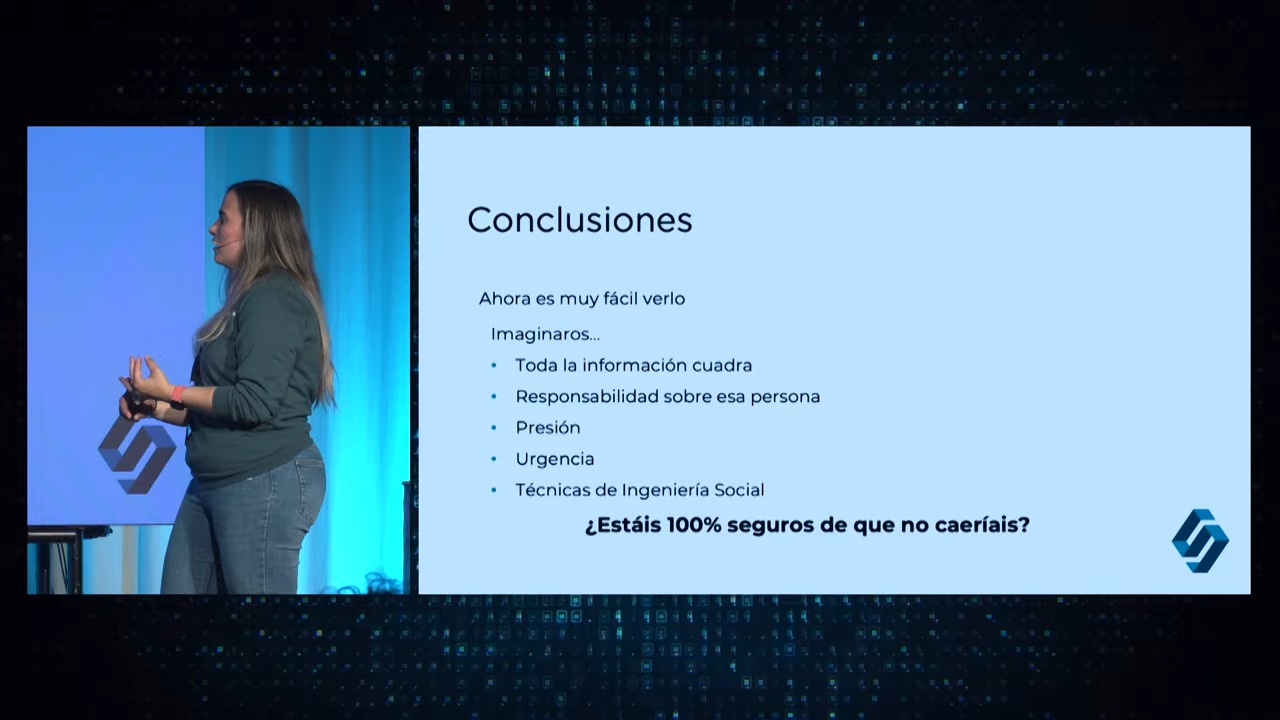 Conclusiones
Ahora es muy fácil verlo
Imaginaros...
• Toda la información cuadra
• Responsabilidad sobre esa persona
• Presión
• Urgencia
• Técnicas de Ingeniería Social
¿Estáis 100% seguros de que no caeríais?